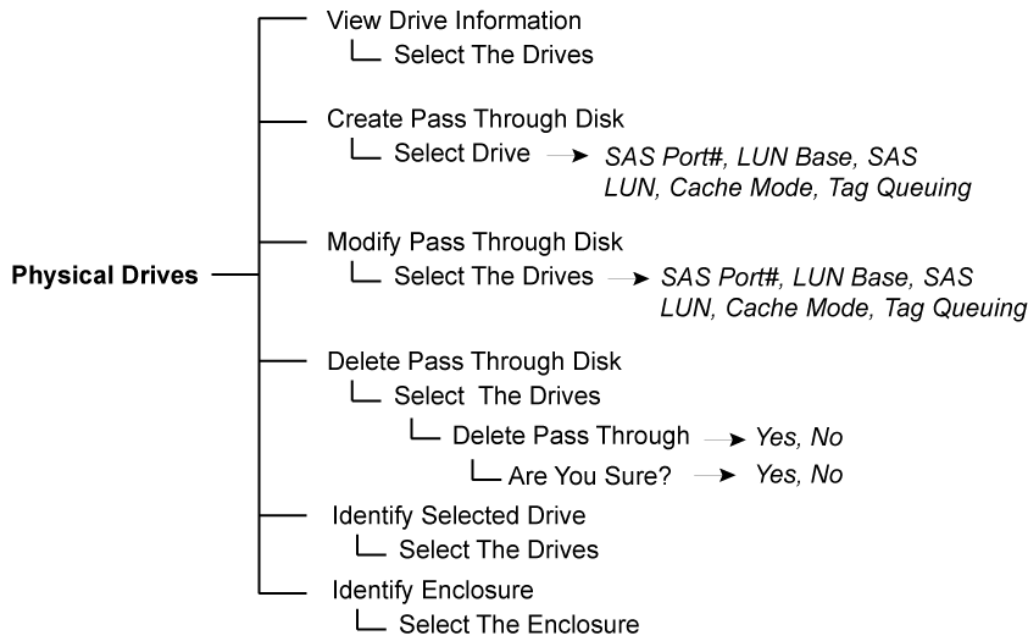 View Drive Information
Select The Drives
Create Pass Through Disk
Select Drive
SAS Port#, LUN Base, SAS
LUN, Cache Mode, Tag Queuing
Modify Pass Through Disk
Physical Drives
Select The Drives
SAS Port#, LUN Base, SAS
LUN, Cache Mode, Tag Queuing
Delete Pass Through Disk
Select The Drives
Delete Pass Through
Yes, No
Are You Sure?
Yes, No
Identify Selected Drive
Select The Drives
Identify Enclosure
Select The Enclosure